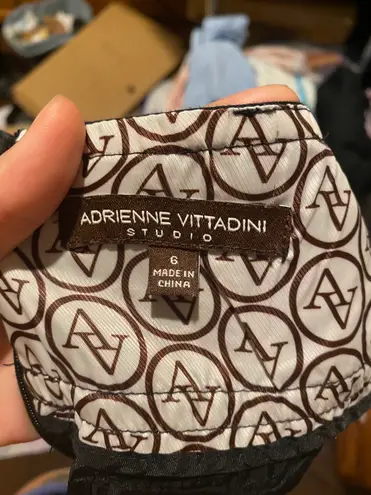 ADRIENNE VITTADINI
STUDIO
6
MADE IN
CHINA